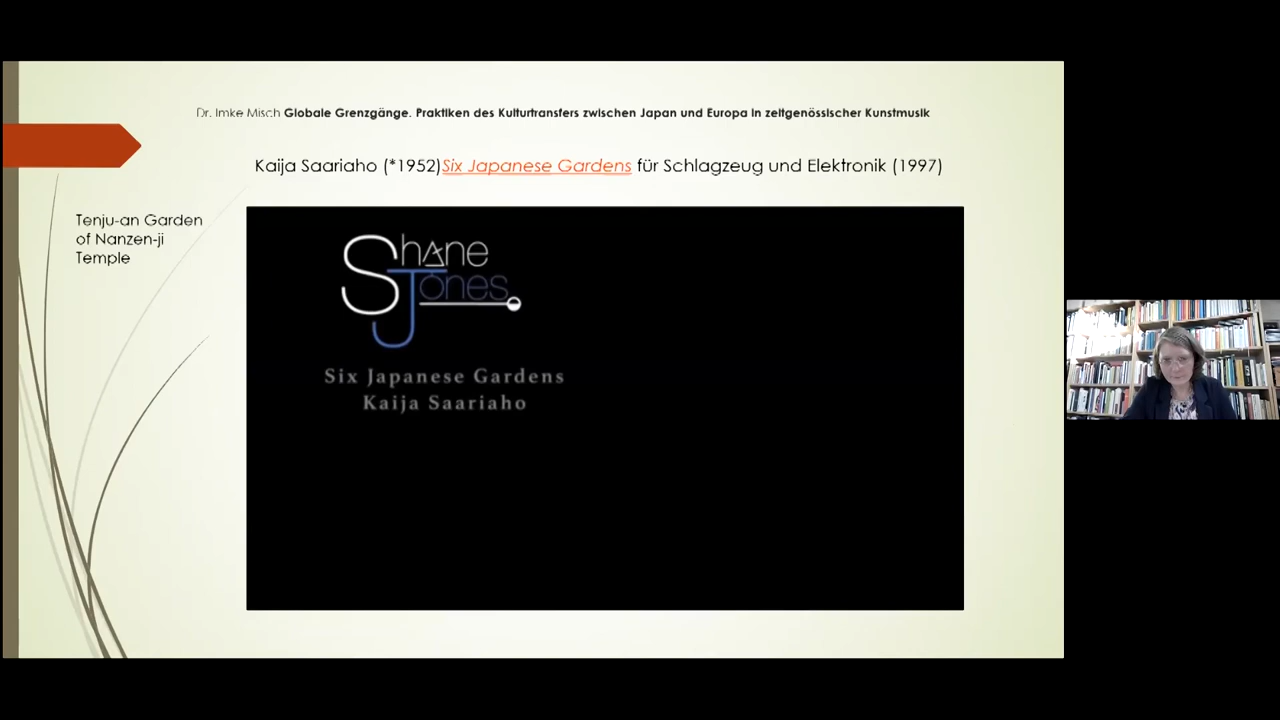 Dr. Imke Misch Globale Grenzgänge. Praktiken des Kulturtransfers zwischen Japan und Europa in zeitgenössischer Kunstmusik
Kaija Saariaho (*1952)Six Japanese Gardens für Schlagzeug und Elektronik (1997)
Tenju-an Garden
of Nanzen-ji
Temple
Shane
Jones
Six Japanese Gardens
Kaija Saariaho